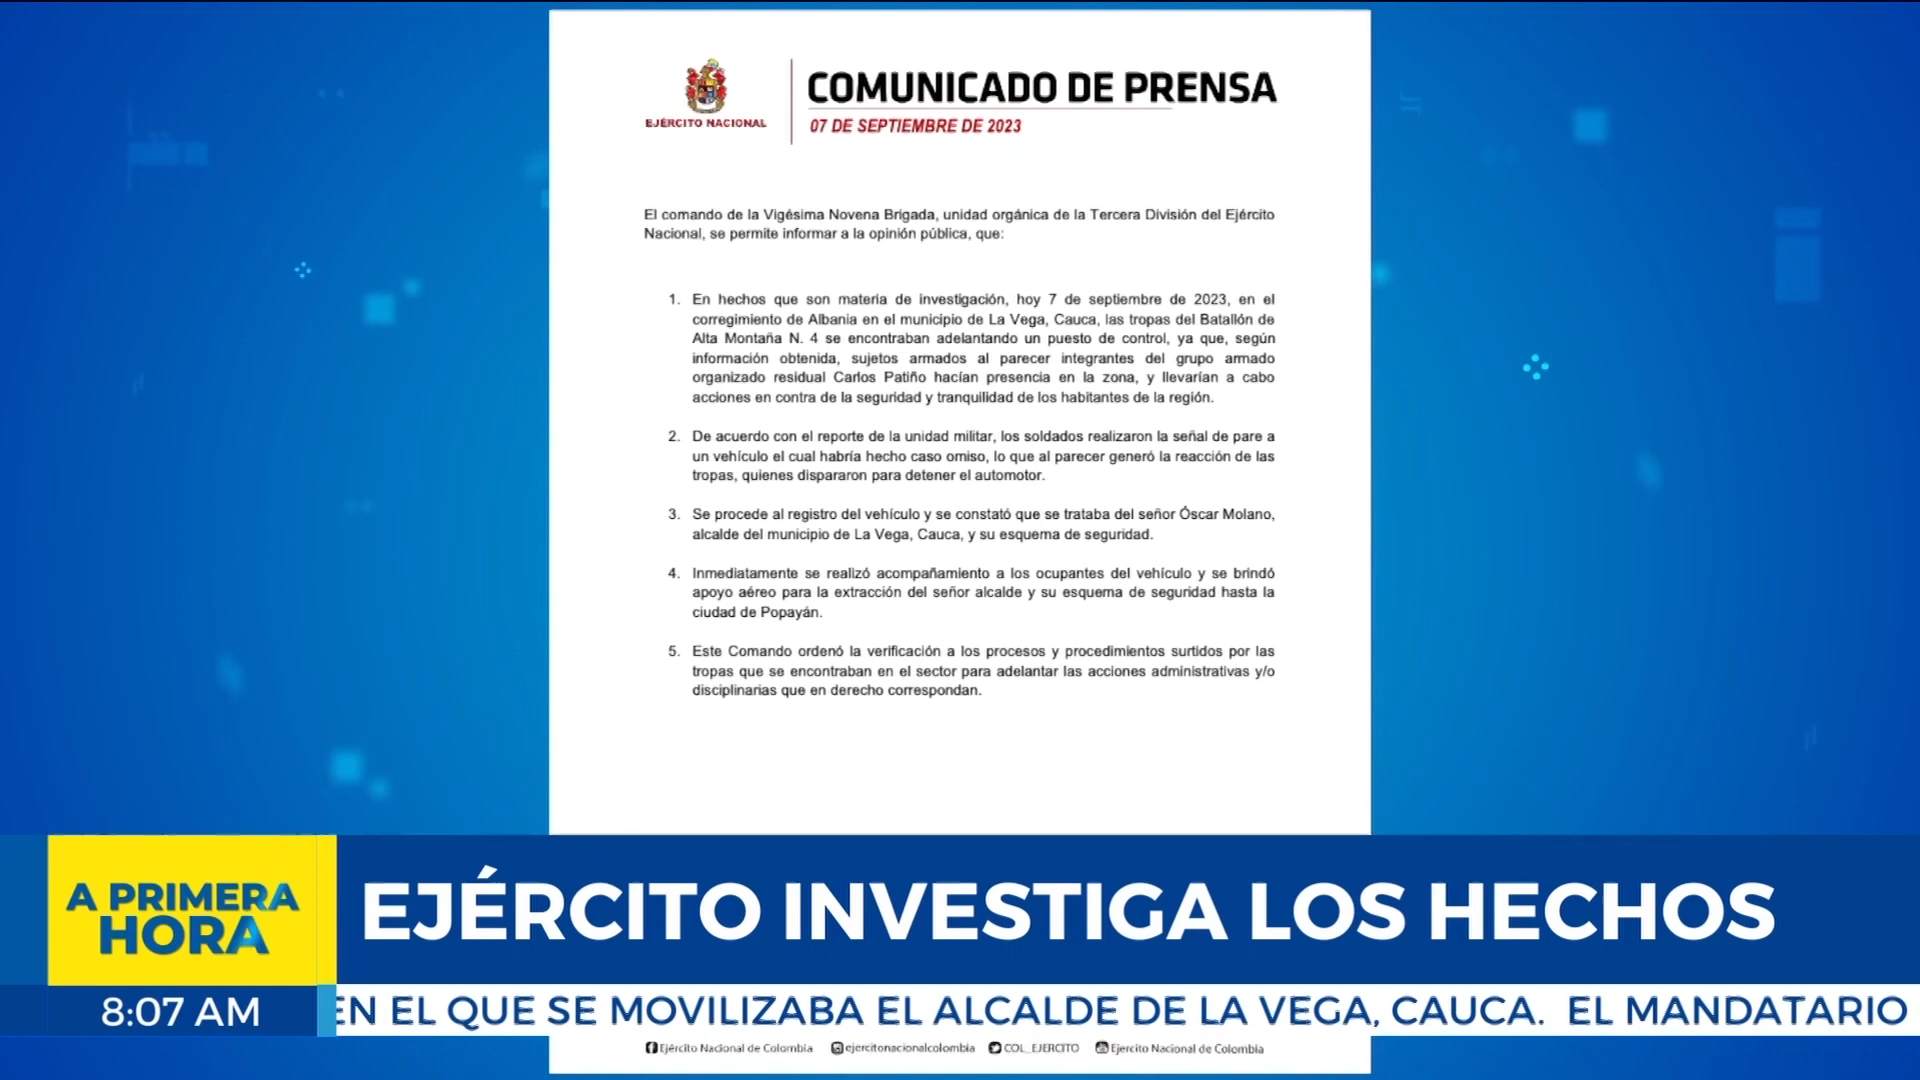 EJÉRCITO NACIONAL
COMUNICADO DE PRENSA
07 DE SEPTIEMBRE DE 2023
El comando de la Vigésima Novena Brigada, unidad orgánica de la Tercera División del Ejército
Nacional, se permite informar a la opinión pública, que:
1. En hechos que son materia de investigación, hoy 7 de septiembre de 2023, en el
corregimiento de Albania en el municipio de La Vega, Cauca, las tropas del Batallón de
Alta Montaña N. 4 se encontraban adelantando un puesto de control, ya que, según
información obtenida, sujetos armados al parecer integrantes del grupo armado
organizado residual Carlos Patiño hacían presencia en la zona, y llevarían a cabo
acciones en contra de la seguridad y tranquilidad de los habitantes de la región.
2. De acuerdo con el reporte de la unidad militar, los soldados realizaron la señal de pare a
un vehículo el cual habría hecho caso omiso, lo que al parecer generó la reacción de las
tropas, quienes dispararon para detener el automotor.
3. Se procede al registro del vehículo y se constató que se trataba del señor Óscar Molano,
alcalde del municipio de La Vega, Cauca, y su esquema de seguridad.
4. Inmediatamente se realizó acompañamiento a los ocupantes del vehículo y se brindó
apoyo aéreo para la extracción del señor alcalde y su esquema de seguridad hasta la
ciudad de Popayán.
5. Este Comando ordenó la verificación a los procesos y procedimientos surtidos por las
tropas que se encontraban en el sector para adelantar las acciones administrativas y/o
disciplinarias que en derecho correspondan.
A PRIMERA
HORA
EJÉRCITO INVESTIGA LOS HECHOS
8:07 AM
EN EL QUE SE MOVILIZABA EL ALCALDE DE LA VEGA, CAUCA. EL MANDATARIO
Ejército Nacional de Colombia ejercitonacionalcolombia COL_EJERCITO Ejercito Nacional de Colombia